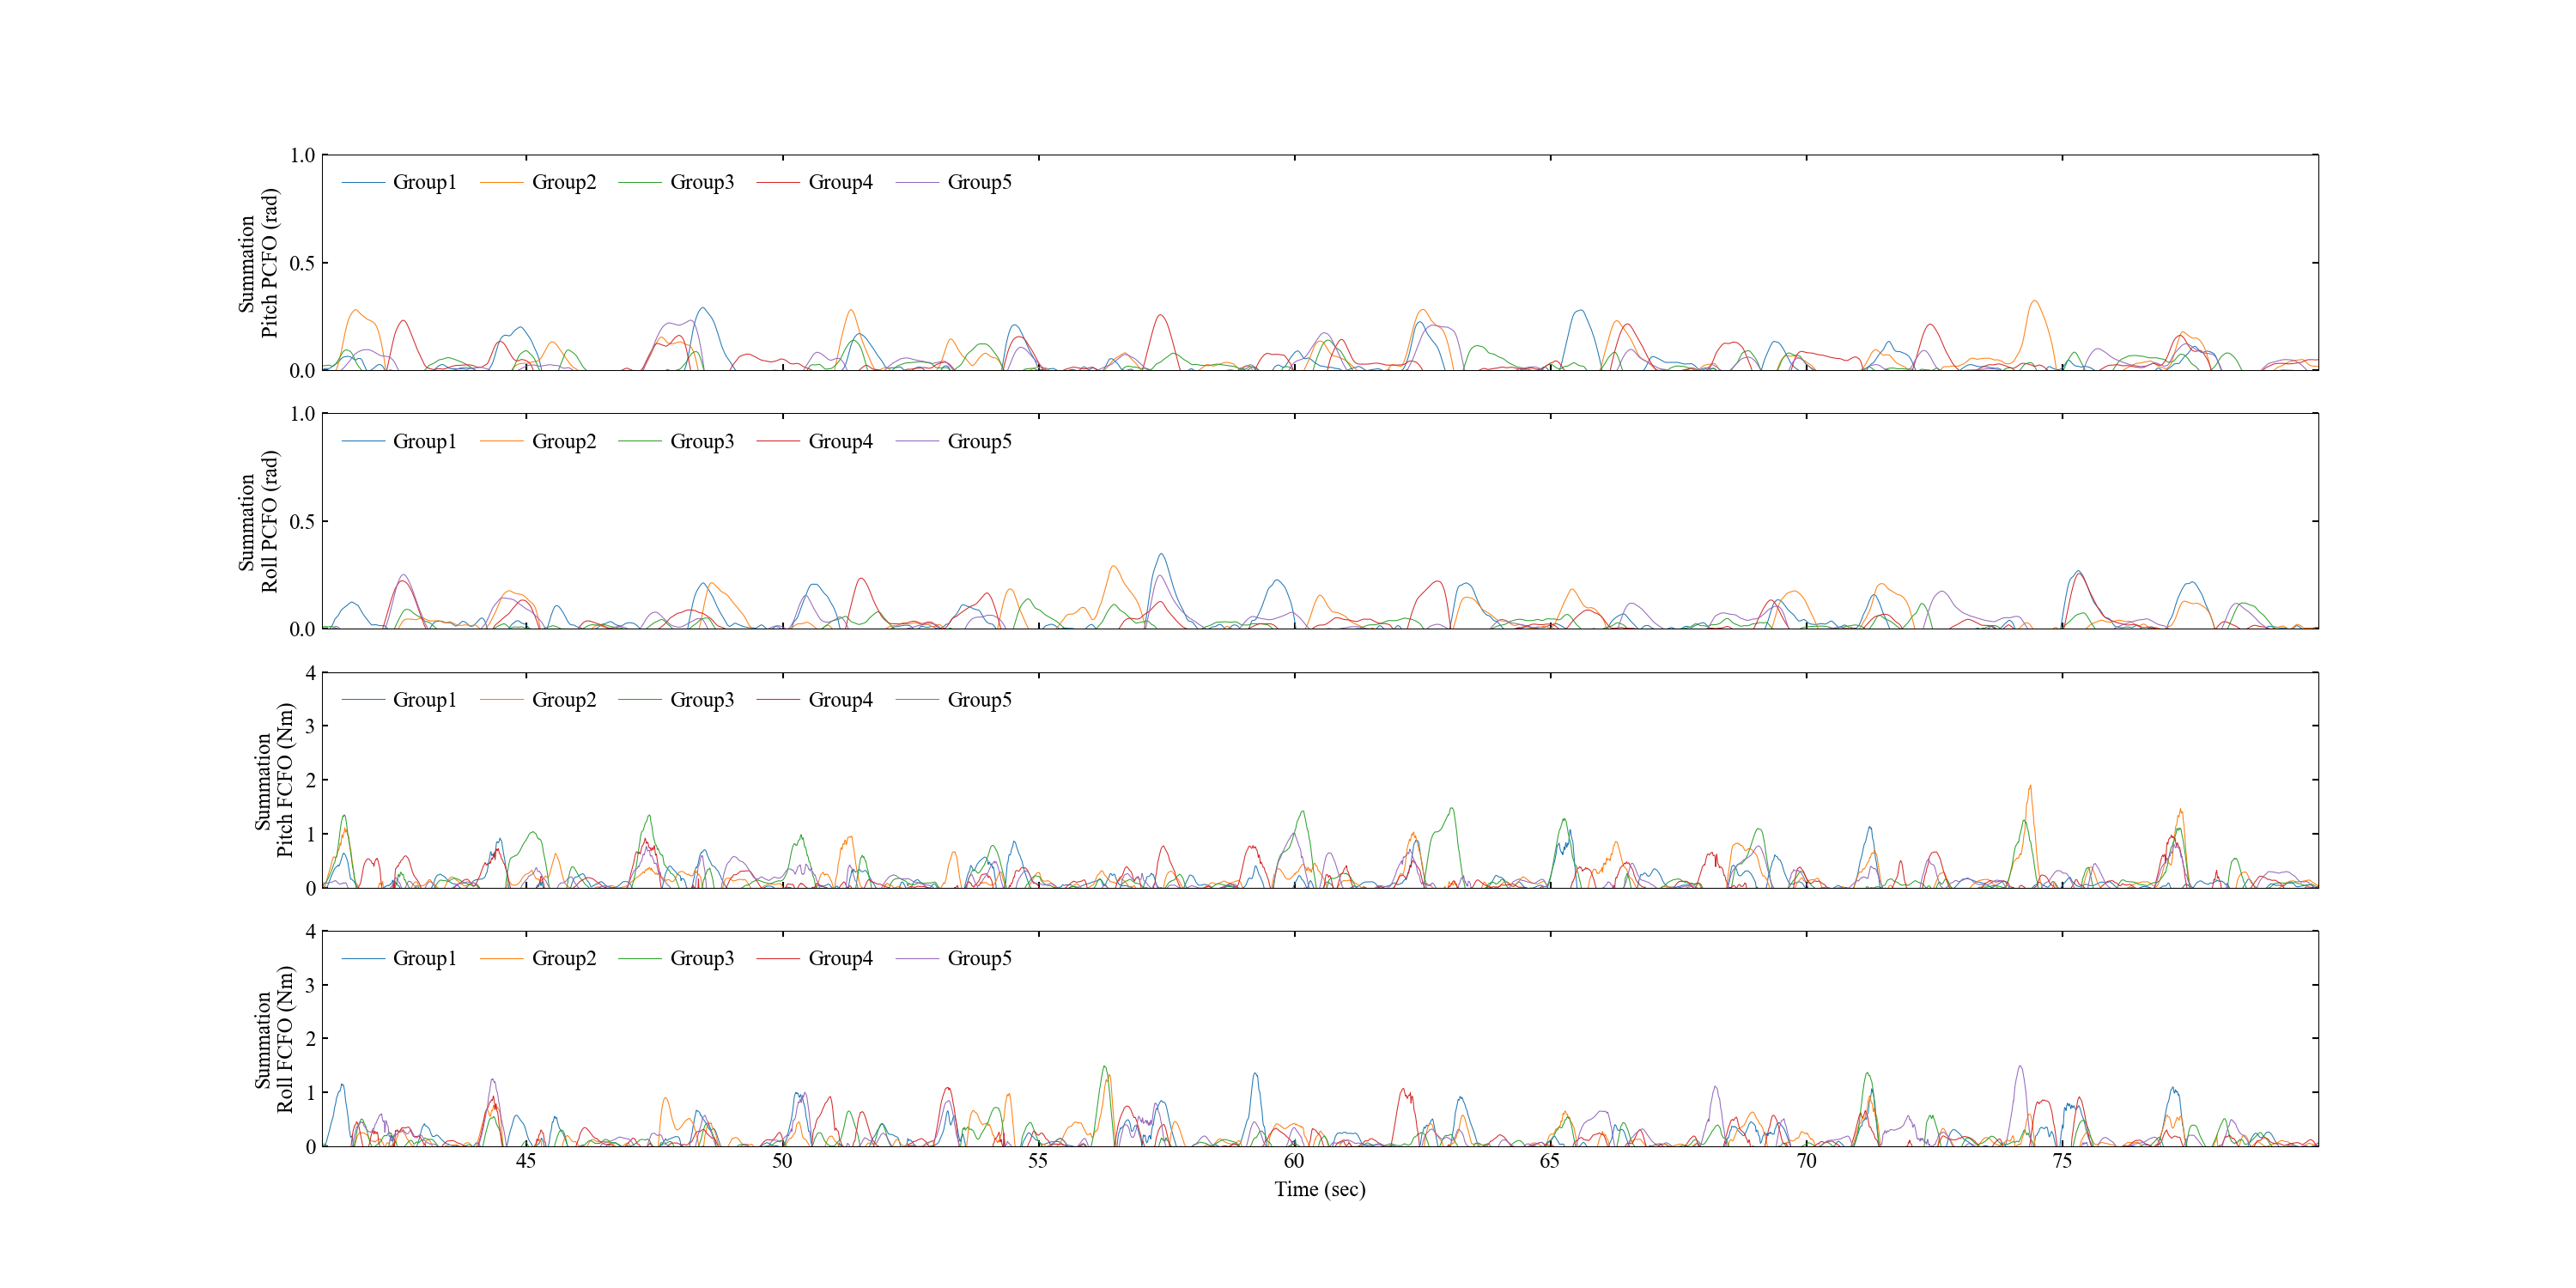 1.0
Group1 Group2 Group3 Group4 Group5
Summation
Pitch PCFO (rad)
0.5
0.0
1.0
Group1 Group2 Group3 Group4 Group5
Summation
Roll PCFO (rad)
0.5
0.0
4
Group1 Group2 Group3 Group4 Group5
3
Summation
Pitch FCFO (Nm)
2
1
0
4
Group1 Group2 Group3 Group4 Group5
3
Summation
Roll FCFO (Nm)
2
1
0
45 50 55 60 65 70 75
Time (sec)